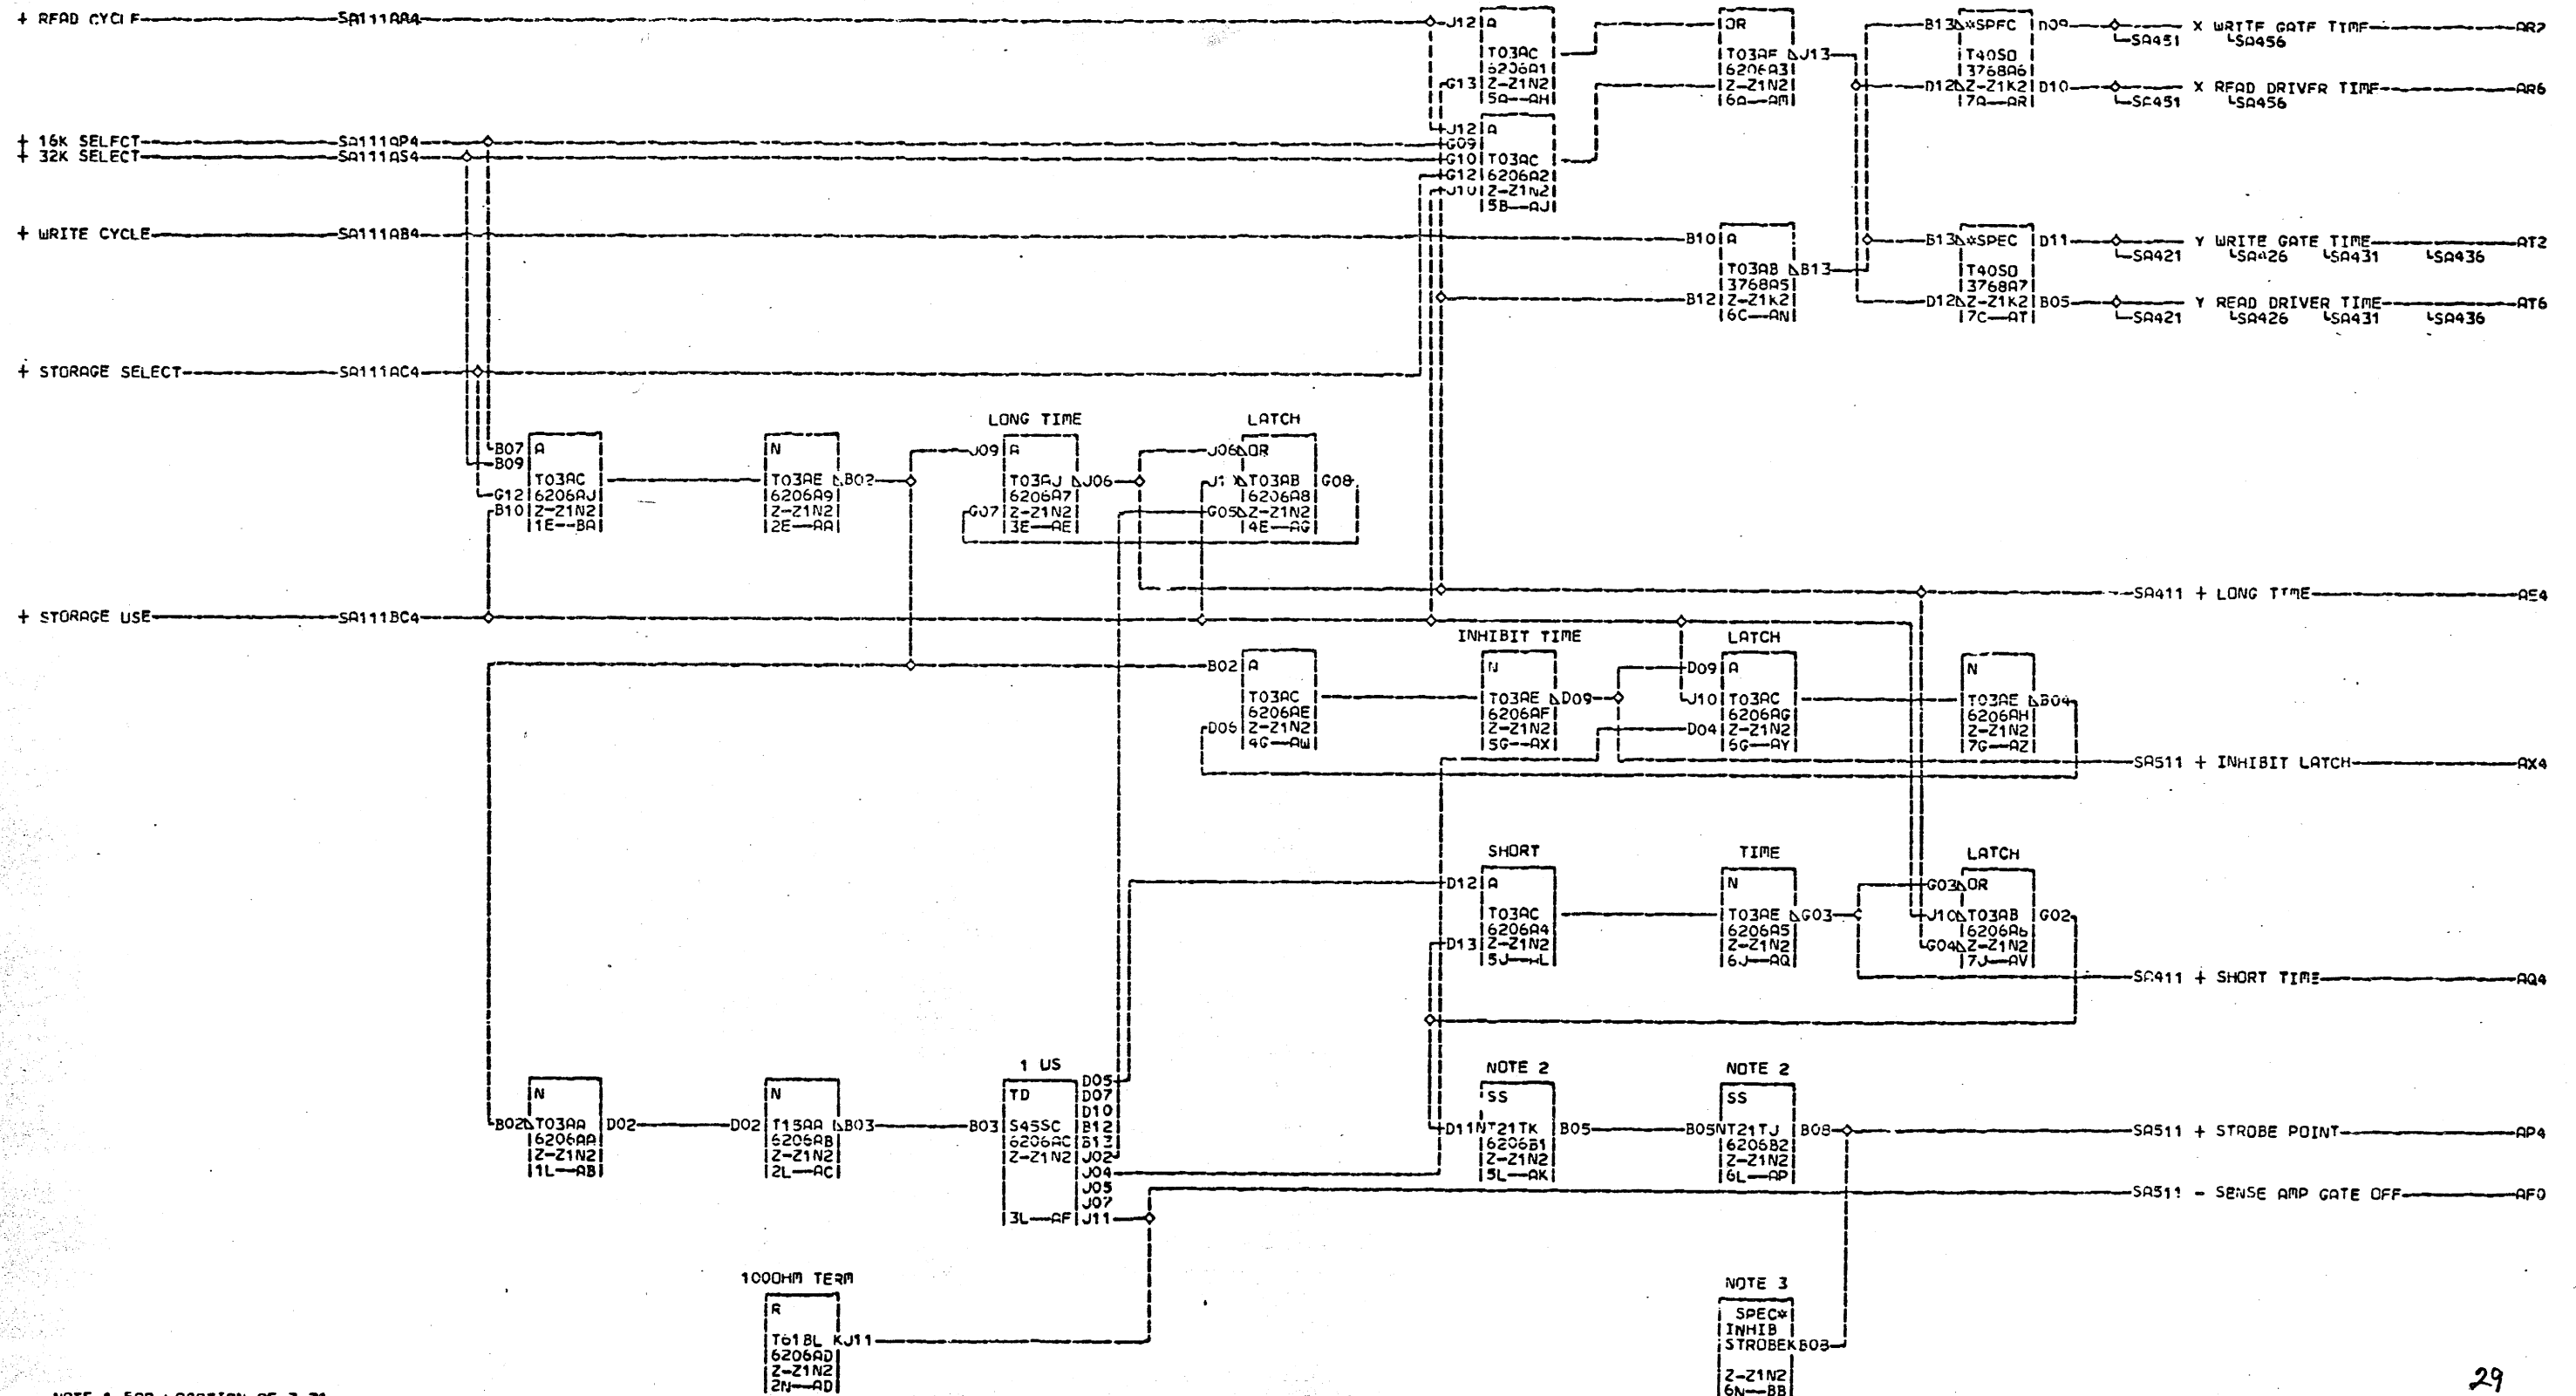 + READ CYCLE SA111AA4 J12 A OR B13 *SPEC D09 X WRITE GATE TIME AR2
SA451 SA456
T03AC T03AF J13 T40SD
6206A1 6206A3 3768A6
G13 Z-Z1N2 Z-Z1N2 D12 Z-Z1K2 D10 X READ DRIVER TIME AR6
5A--AH 6A--AM 7A--AR SC451 SA456
J12 A
+ 16K SELECT SA111AP4 G09
+ 32K SELECT SA111AS4 G10 T03AC
G12 6206A2
J10 Z-Z1N2
5B--AJ
+ WRITE CYCLE SA111AB4 B10 A B13 *SPEC D11 Y WRITE GATE TIME AT2
SA421 SA426 SA431 SA436
T03AB B13 T40SD
3768A5 3768A7
B12 Z-Z1K2 D12 Z-Z1K2 B05 Y READ DRIVER TIME AT6
6C--AN 7C--AT SA421 SA426 SA431 SA436
+ STORAGE SELECT SA111AC4
LONG TIME LATCH
B07 A N J09 A J06 OR
B09
T03AC T03AE B02 T03AJ J06 T03AB G08
G12 6206AJ 6206A9 6206A7 6206A8
B10 Z-Z1N2 Z-Z1N2 G07 Z-Z1N2 G05 Z-Z1N2
1E--BA 2E--AA 3E--AE 4E--AG
SA411 + LONG TIME AE4
+ STORAGE USE SA111BC4
INHIBIT TIME LATCH
B02 A N D09 A N
T03AC T03AE D09 J10 T03AC T03AE B04
6206AE 6206AF 6206AG 6206AH
D06 Z-Z1N2 Z-Z1N2 D04 Z-Z1N2 Z-Z1N2
4G--AW 5G--AX 6G--AY 7G--AZ
SA511 + INHIBIT LATCH AX4
SHORT TIME LATCH
D12 A N G03 OR
T03AC T03AE G03 J10 T03AB G02
6206A4 6206A5 6206A6
D13 Z-Z1N2 Z-Z1N2 G04 Z-Z1N2
6J--AQ 7J--AV
SA411 + SHORT TIME AQ4
1 US NOTE 2 NOTE 2
N N TD D05 SS SS
D07
D10
B02 T03AA D02 D02 T13AA B03 B03 S45SC B12 D11 NT21TK B05 B05 NT21TJ B08 SA511 + STROBE POINT AP4
6206AA 6206AB 6206AC B13 6206B1 6206B2
Z-Z1N2 Z-Z1N2 Z-Z1N2 J02 Z-Z1N2 Z-Z1N2
1L--AB 2L--AC J04 5L--AK 6L--AP
J05
J07
SA511 - SENSE AMP GATE OFF AF0
3L--AF J11
100OHM TERM NOTE 3
R SPEC*
INHIB
T61BL KJ11 STROBEK B08
6206AD
Z-Z1N2 Z-Z1N2
2N--AD 6N--BB
29